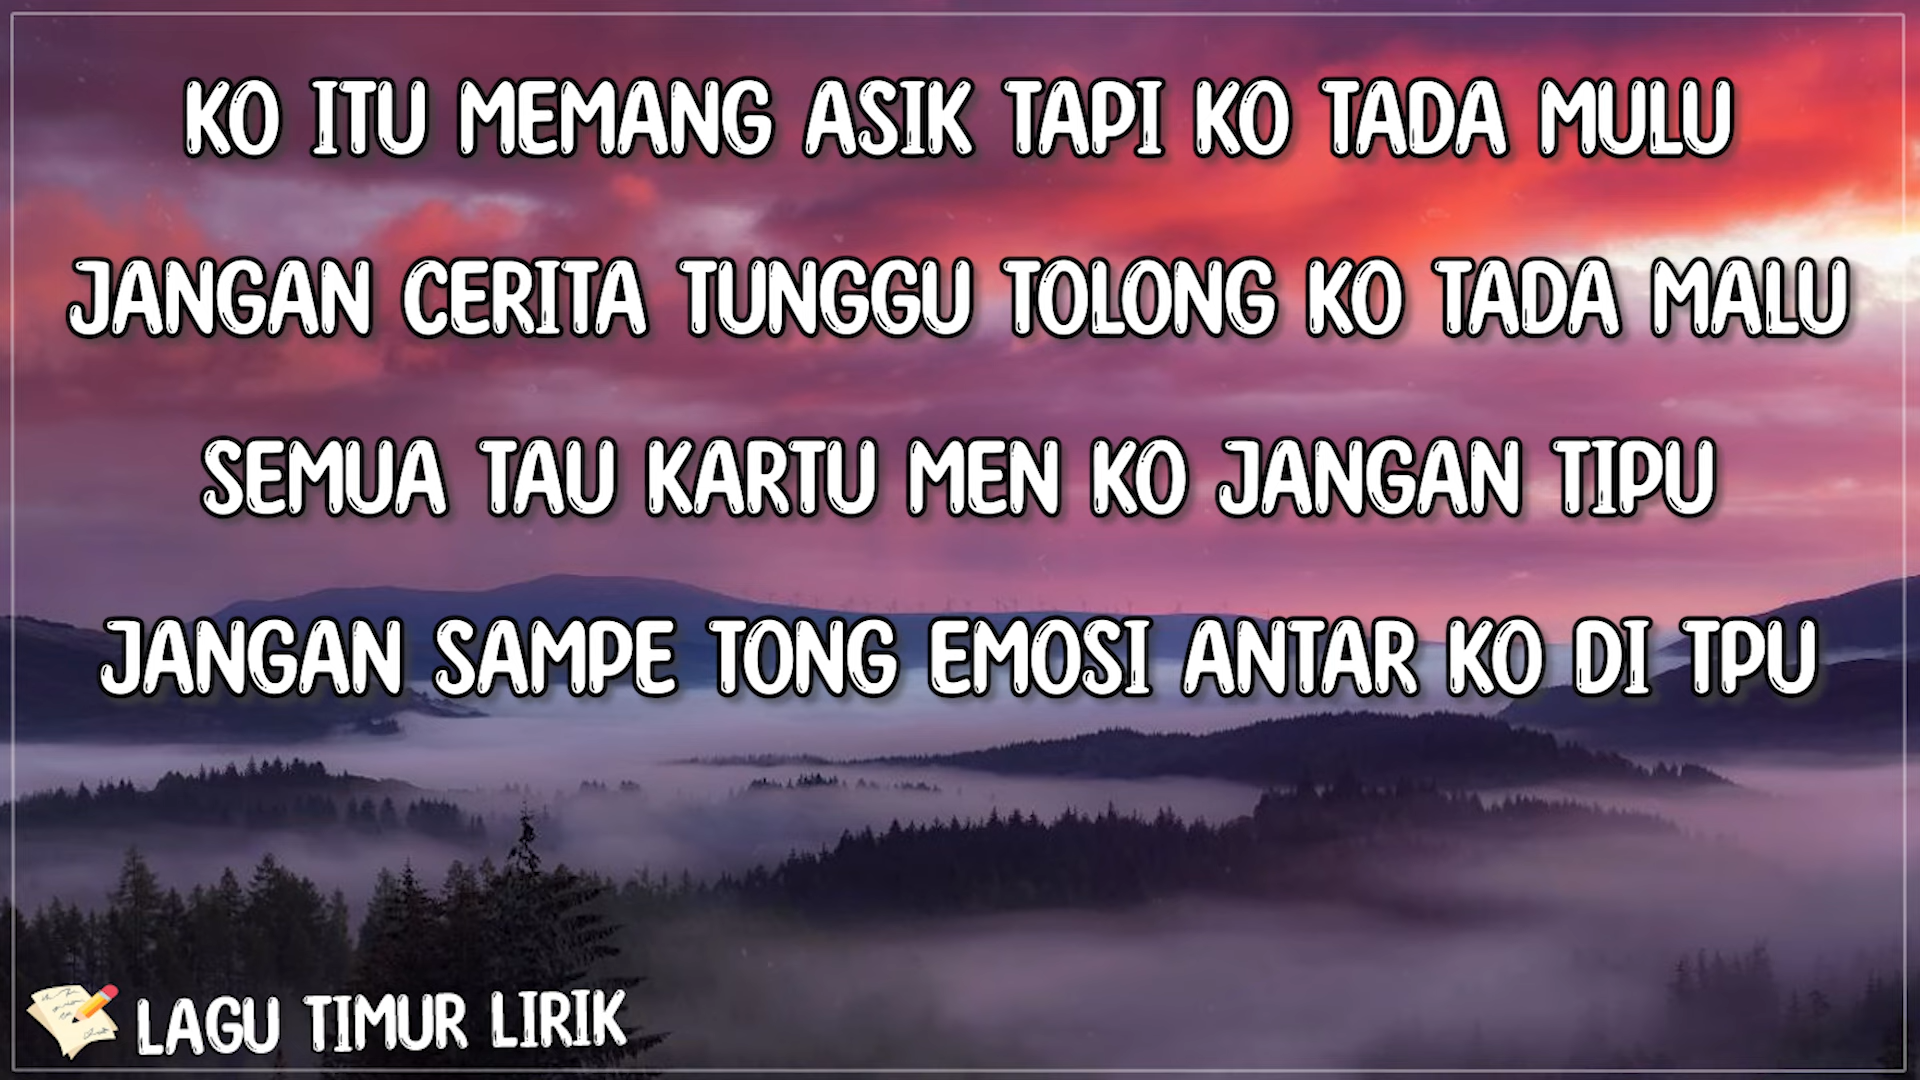 KO ITU MEMANG ASIK TAPI KO TADA MULU
JANGAN CERITA TUNGGU TOLONG KO TADA MALU
SEMUA TAU KARTU MEN KO JANGAN TIPU
JANGAN SAMPE TONG EMOSI ANTAR KO DI TPU
LAGU TIMUR LIRIK